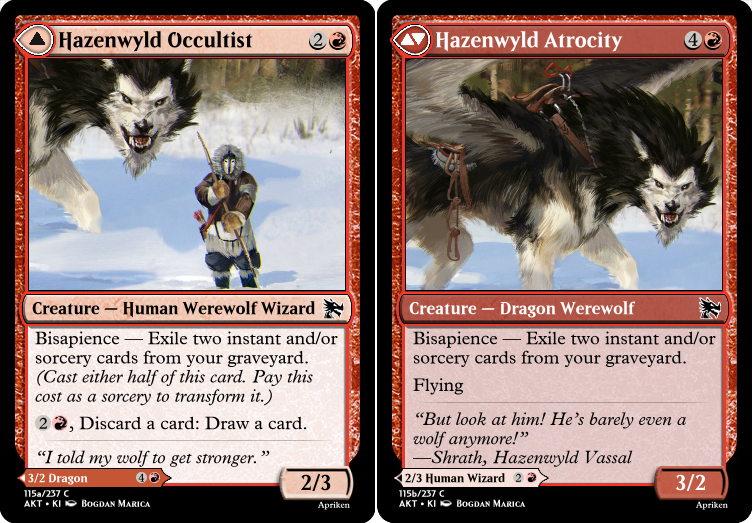 Hazenwyld Occultist 2
Creature — Human Werewolf Wizard
Bisapience — Exile two instant and/or
sorcery cards from your graveyard.
(Cast either half of this card. Pay this
cost as a sorcery to transform it.)
2, Discard a card: Draw a card.
“I told my wolf to get stronger.”
3/2 Dragon 4
2/3
115a/237 C
AKT • KI Bogdan Marica
Apriken
Hazenwyld Atrocity 4
Creature — Dragon Werewolf
Bisapience — Exile two instant and/or
sorcery cards from your graveyard.
Flying
“But look at him! He’s barely even a
wolf anymore!”
—Shrath, Hazenwyld Vassal
2/3 Human Wizard 2
3/2
115b/237 C
AKT • KI Bogdan Marica
Apriken